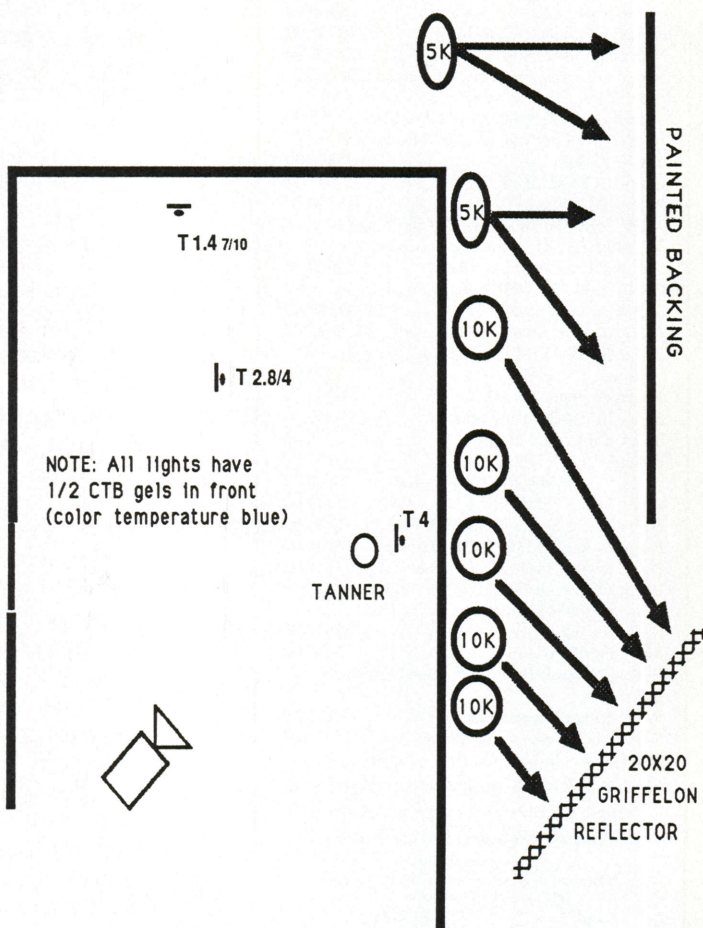 5K
PAINTED BACKING
5K
T 1.4 7/10
10K
T 2.8/4
NOTE: All lights have
1/2 CTB gels in front
(color temperature blue)
10K
T 4
10K
TANNER
10K
10K
20X20
GRIFFELON
REFLECTOR